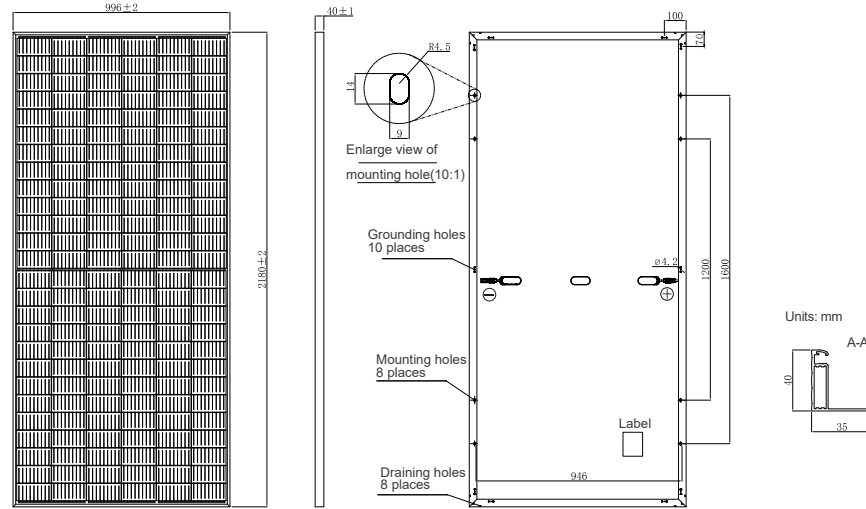 996±2
40±1
100
70
R4.5
14
9
Enlarge view of
mounting hole(10:1)
Grounding holes
10 places
ø4.2
2180±2
1200
1600
Units: mm
A-A
40
35
Mounting holes
8 places
Label
946
Draining holes
8 places